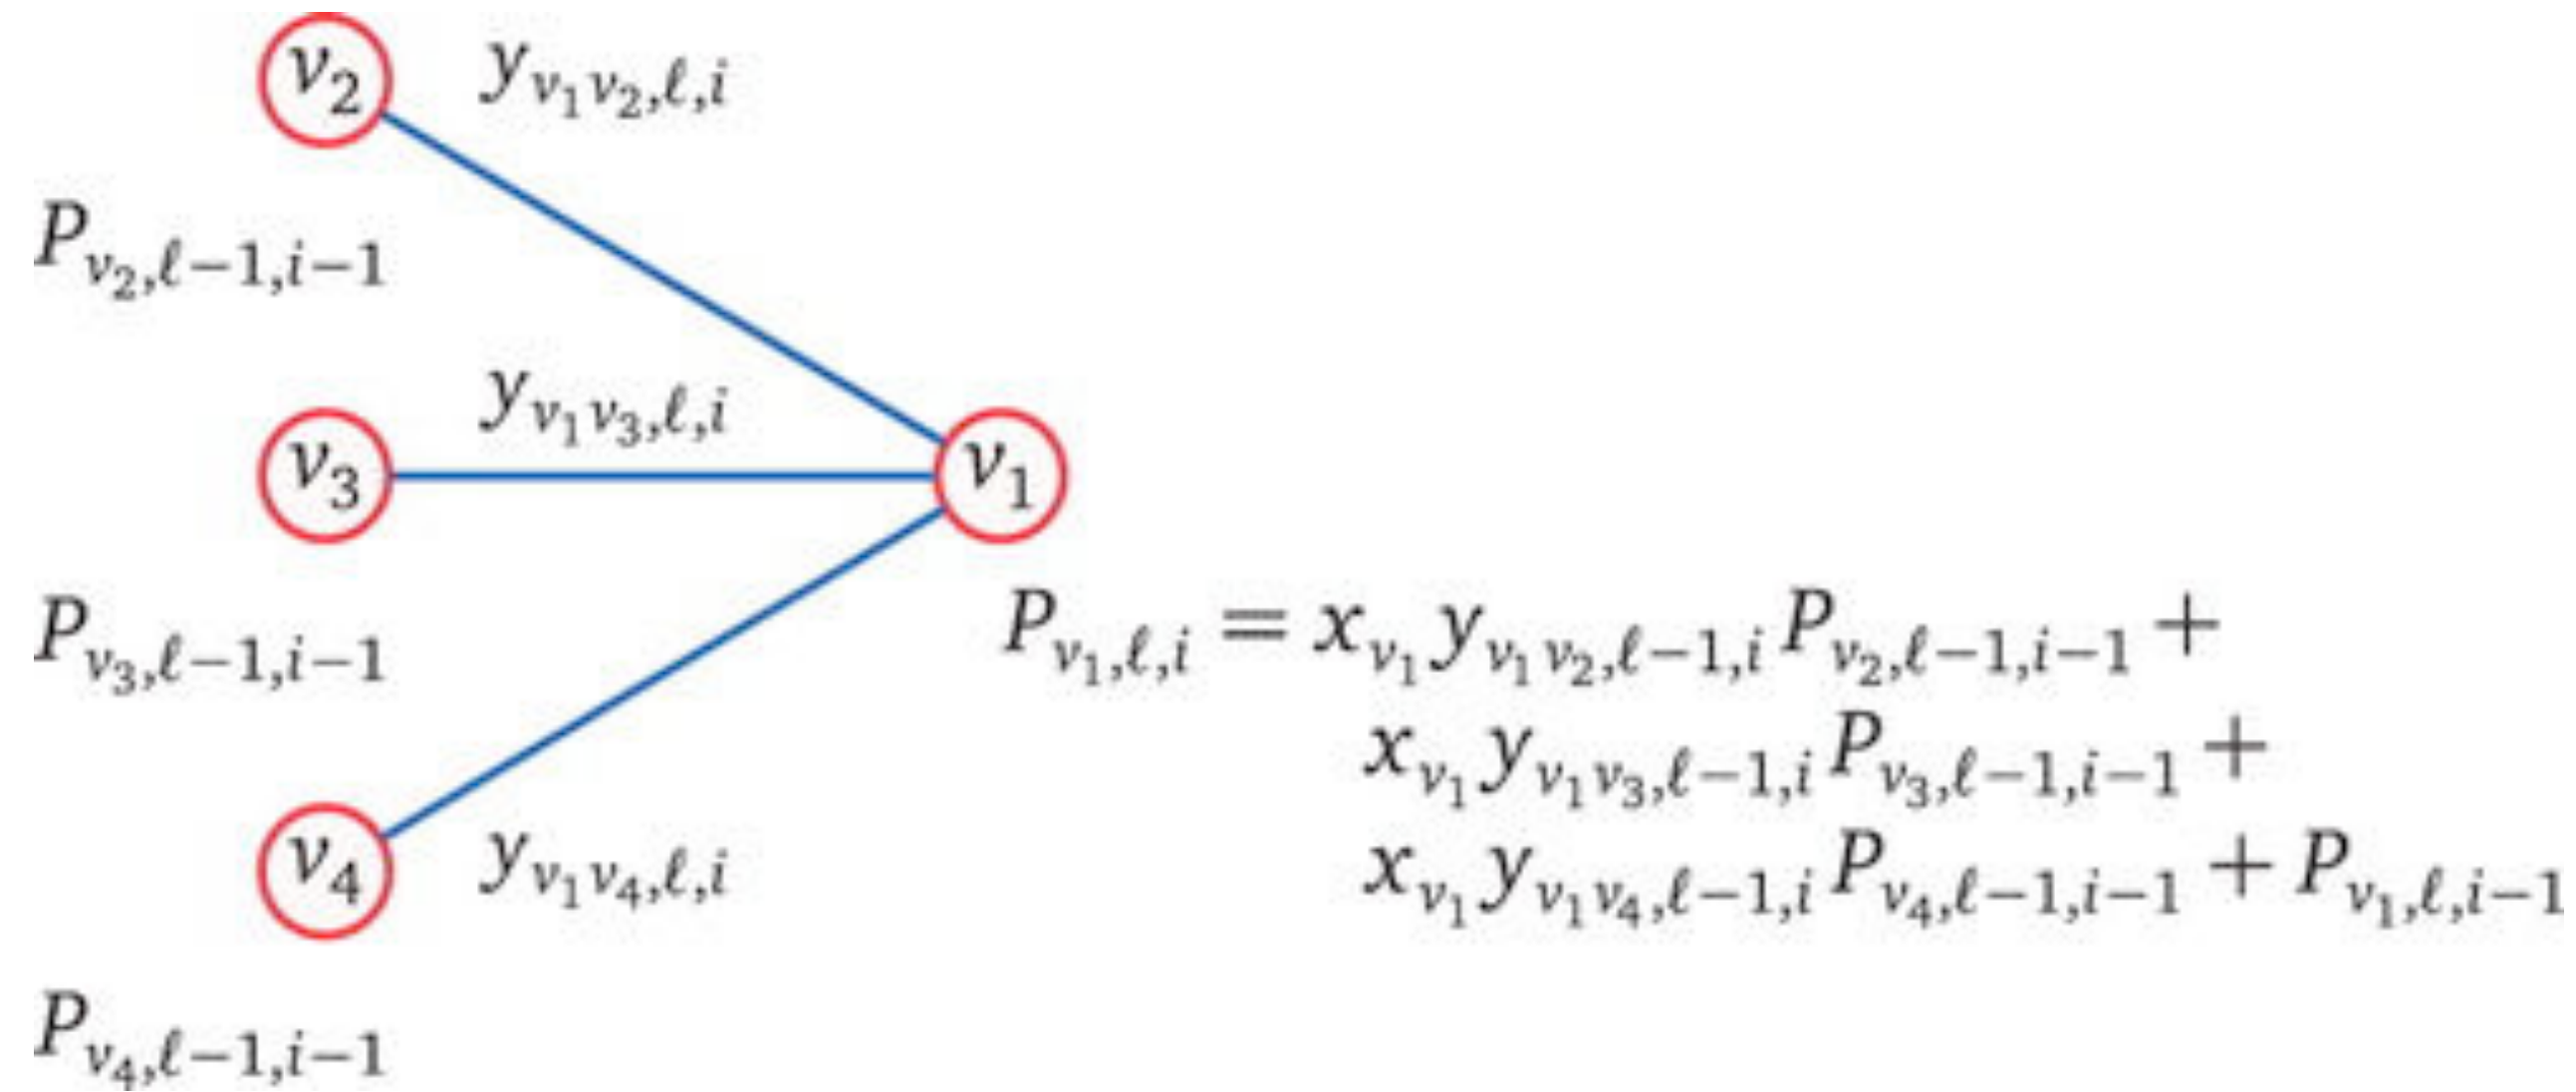 v₂ y_{v₁v₂,ℓ,i}
P_{v₂,ℓ−1,i−1}
y_{v₁v₃,ℓ,i}
v₃ v₁
P_{v₃,ℓ−1,i−1}
P_{v₁,ℓ,i} = x_{v₁} y_{v₁v₂,ℓ−1,i} P_{v₂,ℓ−1,i−1} +
x_{v₁} y_{v₁v₃,ℓ−1,i} P_{v₃,ℓ−1,i−1} +
x_{v₁} y_{v₁v₄,ℓ−1,i} P_{v₄,ℓ−1,i−1} + P_{v₁,ℓ,i−1}
v₄ y_{v₁v₄,ℓ,i}
P_{v₄,ℓ−1,i−1}